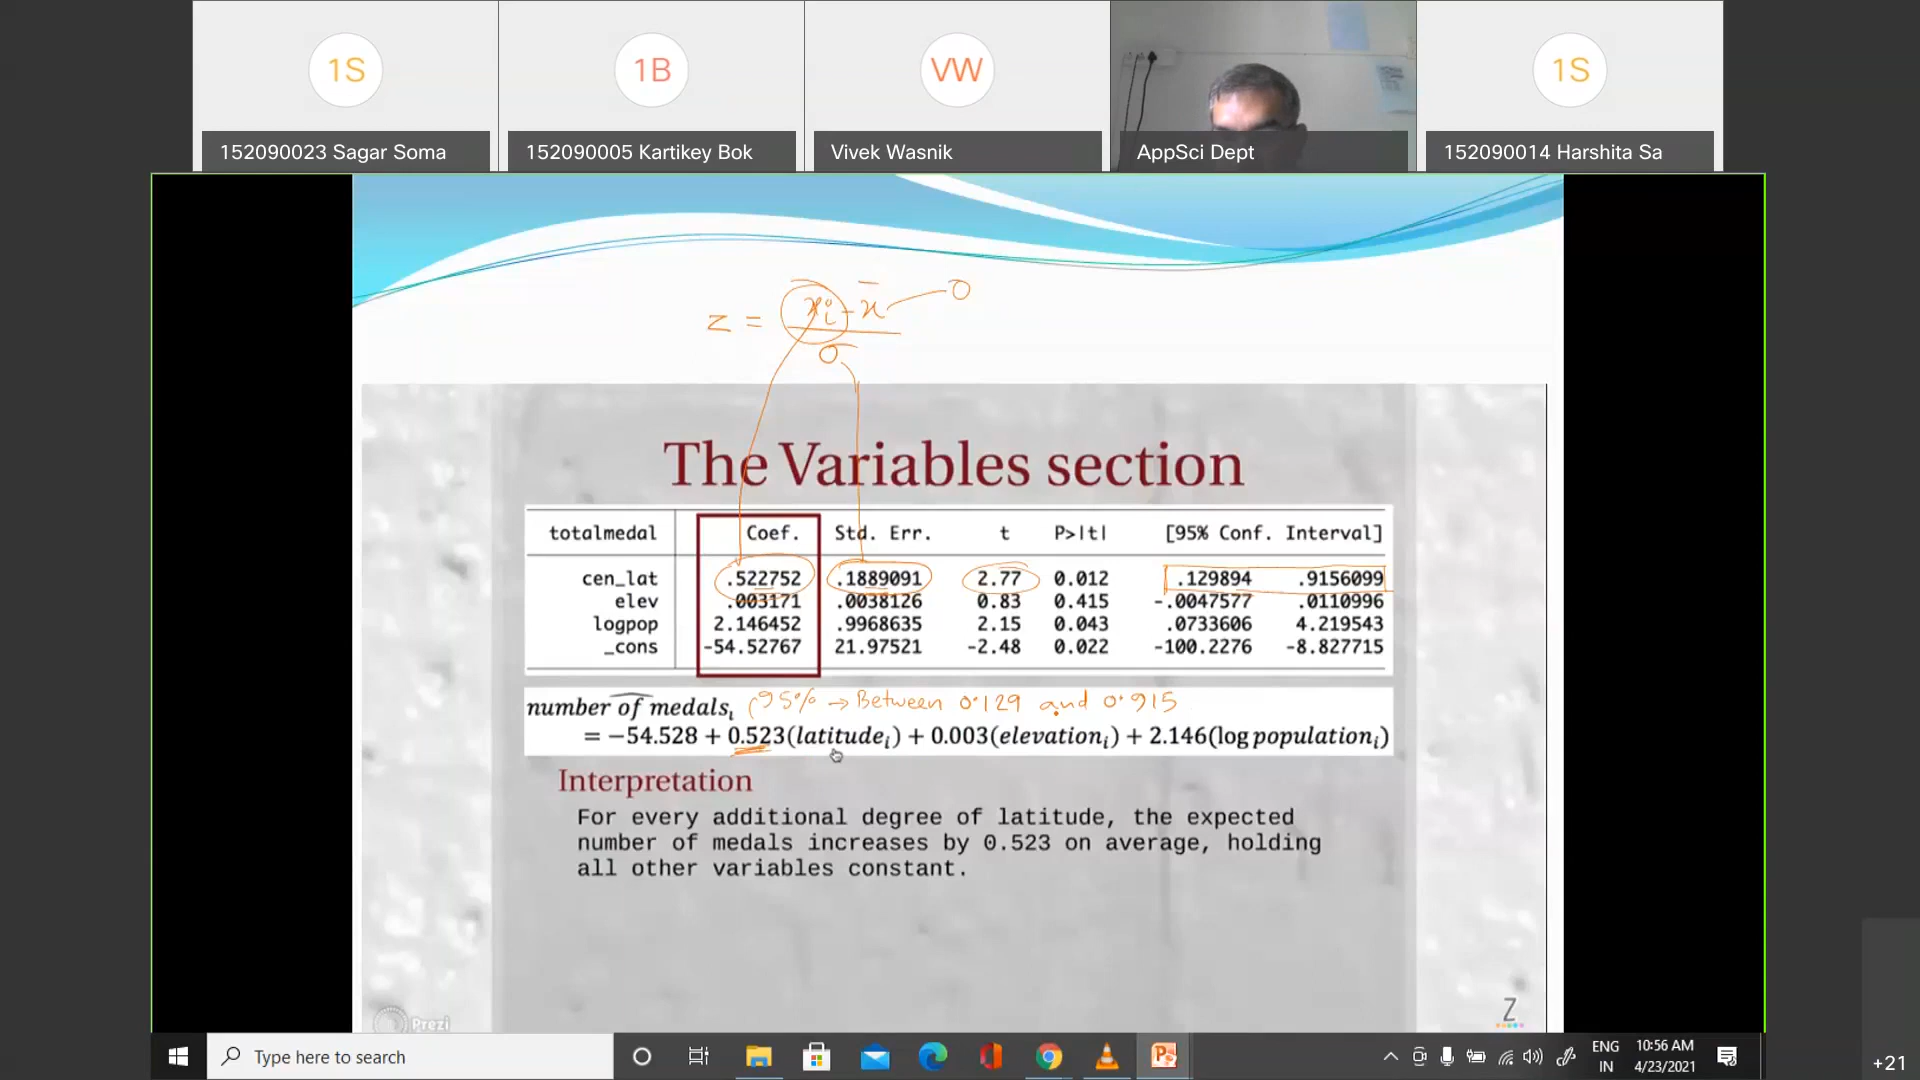 1S
1B
VW
1S
152090023 Sagar Soma
152090005 Kartikey Bok
Vivek Wasnik
AppSci Dept
152090014 Harshita Sa
z = xi - x̄ 0
σ
The Variables section
totalmedal Coef. Std. Err. t P>|t| [95% Conf. Interval]
cen_lat .522752 .1889091 2.77 0.012 .129894 .9156099
elev .003171 .0038126 0.83 0.415 -.0047577 .0110996
logpop 2.146452 .9968635 2.15 0.043 .0733606 4.219543
_cons -54.52767 21.97521 -2.48 0.022 -100.2276 -8.827715
number of medalsᵢ (95% → Between 0.129 and 0.915
= −54.528 + 0.523(latitudeᵢ) + 0.003(elevationᵢ) + 2.146(log populationᵢ)
Interpretation
For every additional degree of latitude, the expected
number of medals increases by 0.523 on average, holding
all other variables constant.
Prezi
Z
Type here to search
ENG
IN
10:56 AM
4/23/2021
+21